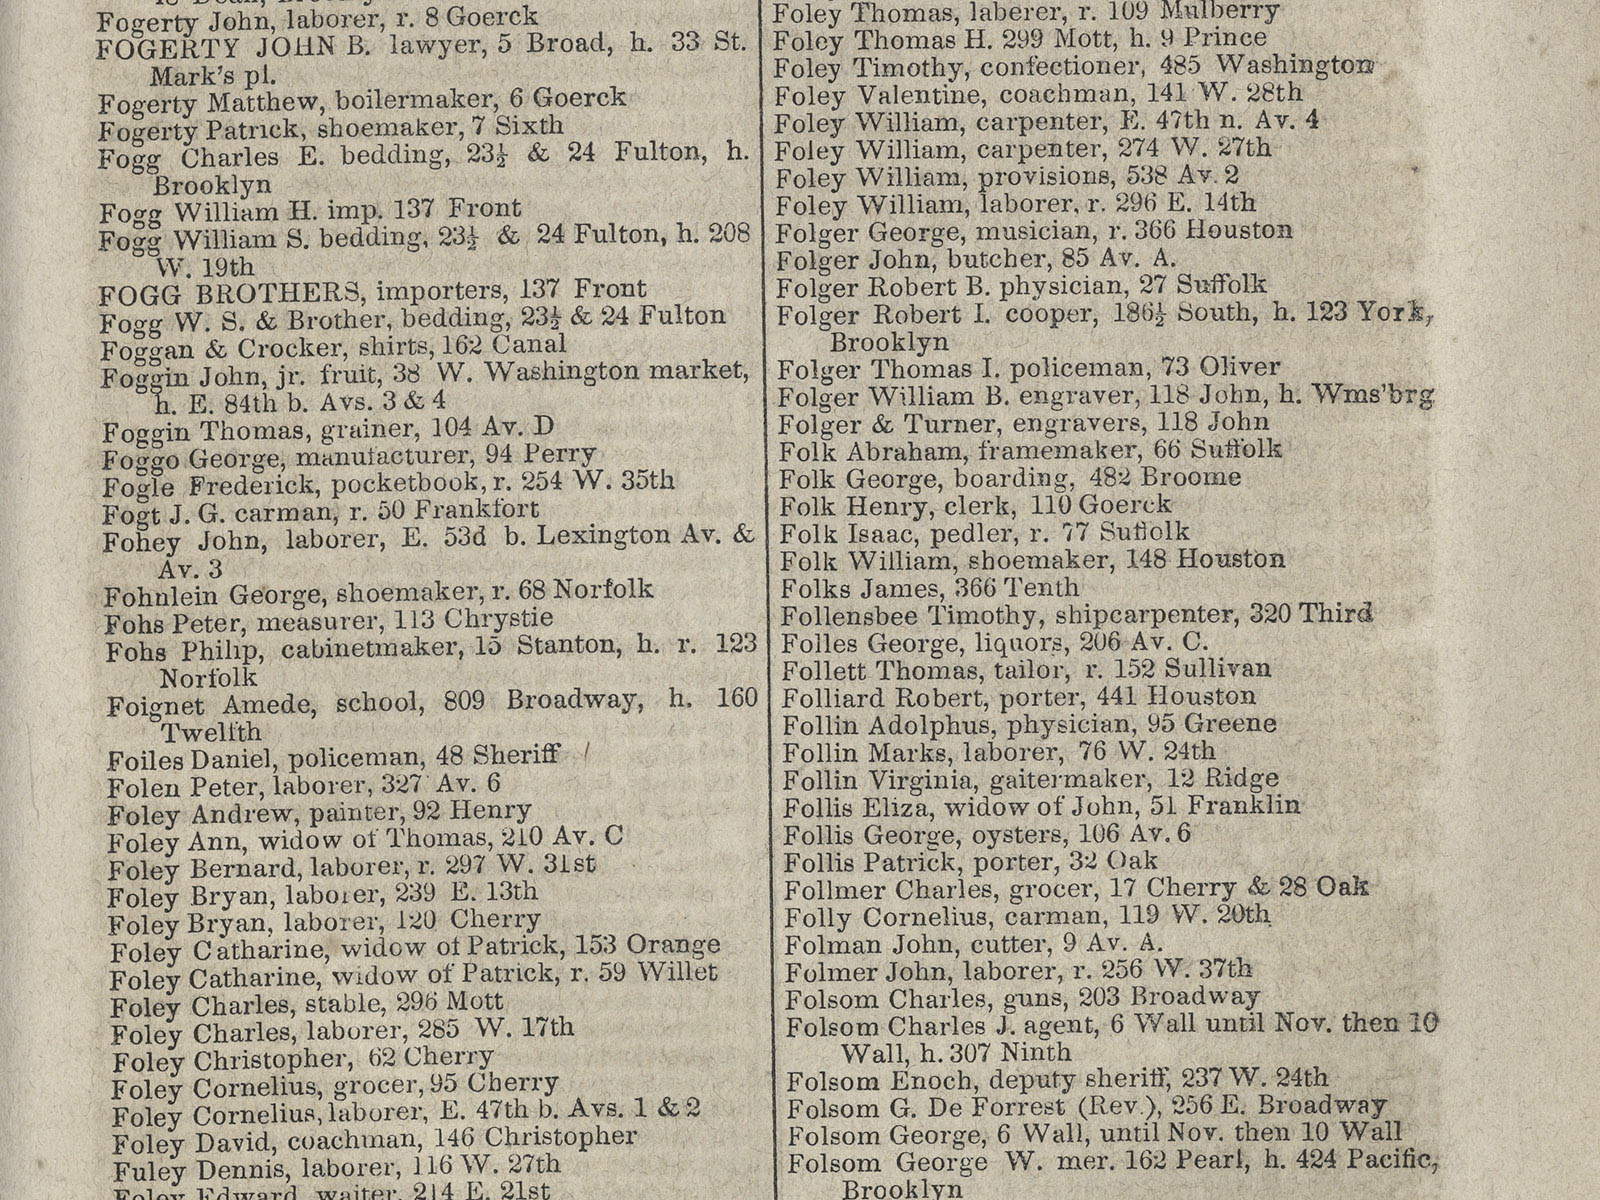 Fogerty John, laborer, r. 8 Goerck
FOGERTY JOHN B. lawyer, 5 Broad, h. 33 St.
Mark's pl.
Fogerty Matthew, boilermaker, 6 Goerck
Fogerty Patrick, shoemaker, 7 Sixth
Fogg Charles E. bedding, 23½ & 24 Fulton, h.
Brooklyn
Fogg William H. imp. 137 Front
Fogg William S. bedding, 23½ & 24 Fulton, h. 208
W. 19th
FOGG BROTHERS, importers, 137 Front
Fogg W. S. & Brother, bedding, 23½ & 24 Fulton
Foggan & Crocker, shirts, 162 Canal
Foggin John, jr. fruit, 38 W. Washington market,
h. E. 84th b. Avs. 3 & 4
Foggin Thomas, grainer, 104 Av. D
Foggo George, manufacturer, 94 Perry
Fogle Frederick, pocketbook, r. 254 W. 35th
Fogt J. G. carman, r. 50 Frankfort
Fohey John, laborer, E. 53d b. Lexington Av. &
Av. 3
Fohnlein George, shoemaker, r. 68 Norfolk
Fohs Peter, measurer, 113 Chrystie
Fohs Philip, cabinetmaker, 15 Stanton, h. r. 123
Norfolk
Foignet Amede, school, 809 Broadway, h. 160
Twelfth
Foiles Daniel, policeman, 48 Sheriff
Folen Peter, laborer, 327 Av. 6
Foley Andrew, painter, 92 Henry
Foley Ann, widow of Thomas, 210 Av. C
Foley Bernard, laborer, r. 297 W. 31st
Foley Bryan, laborer, 239 E. 13th
Foley Bryan, laborer, 120 Cherry
Foley Catharine, widow of Patrick, 153 Orange
Foley Catharine, widow of Patrick, r. 59 Willet
Foley Charles, stable, 296 Mott
Foley Charles, laborer, 285 W. 17th
Foley Christopher, 62 Cherry
Foley Cornelius, grocer, 95 Cherry
Foley Cornelius, laborer, E. 47th b. Avs. 1 & 2
Foley David, coachman, 146 Christopher
Fuley Dennis, laborer, 116 W. 27th
Foley Edward, waiter, 214 E. 21st
Foley Thomas, laberer, r. 109 Mulberry
Foley Thomas H. 299 Mott, h. 9 Prince
Foley Timothy, confectioner, 485 Washington
Foley Valentine, coachman, 141 W. 28th
Foley William, carpenter, E. 47th n. Av. 4
Foley William, carpenter, 274 W. 27th
Foley William, provisions, 538 Av. 2
Foley William, laborer, r. 296 E. 14th
Folger George, musician, r. 366 Houston
Folger John, butcher, 85 Av. A.
Folger Robert B. physician, 27 Suffolk
Folger Robert I. cooper, 186½ South, h. 123 York,
Brooklyn
Folger Thomas I. policeman, 73 Oliver
Folger William B. engraver, 118 John, h. Wms'brg
Folger & Turner, engravers, 118 John
Folk Abraham, framemaker, 66 Suffolk
Folk George, boarding, 482 Broome
Folk Henry, clerk, 110 Goerck
Folk Isaac, pedler, r. 77 Suffolk
Folk William, shoemaker, 148 Houston
Folks James, 366 Tenth
Follensbee Timothy, shipcarpenter, 320 Third
Folles George, liquors, 206 Av. C.
Follett Thomas, tailor, r. 152 Sullivan
Folliard Robert, porter, 441 Houston
Follin Adolphus, physician, 95 Greene
Follin Marks, laborer, 76 W. 24th
Follin Virginia, gaitermaker, 12 Ridge
Follis Eliza, widow of John, 51 Franklin
Follis George, oysters, 106 Av. 6
Follis Patrick, porter, 32 Oak
Follmer Charles, grocer, 17 Cherry & 28 Oak
Folly Cornelius, carman, 119 W. 20th
Folman John, cutter, 9 Av. A.
Folmer John, laborer, r. 256 W. 37th
Folsom Charles, guns, 203 Broadway
Folsom Charles J. agent, 6 Wall until Nov. then 10
Wall, h. 307 Ninth
Folsom Enoch, deputy sheriff, 237 W. 24th
Folsom G. De Forrest (Rev.), 256 E. Broadway
Folsom George, 6 Wall, until Nov. then 10 Wall
Folsom George W. mer. 162 Pearl, h. 424 Pacific,
Brooklyn